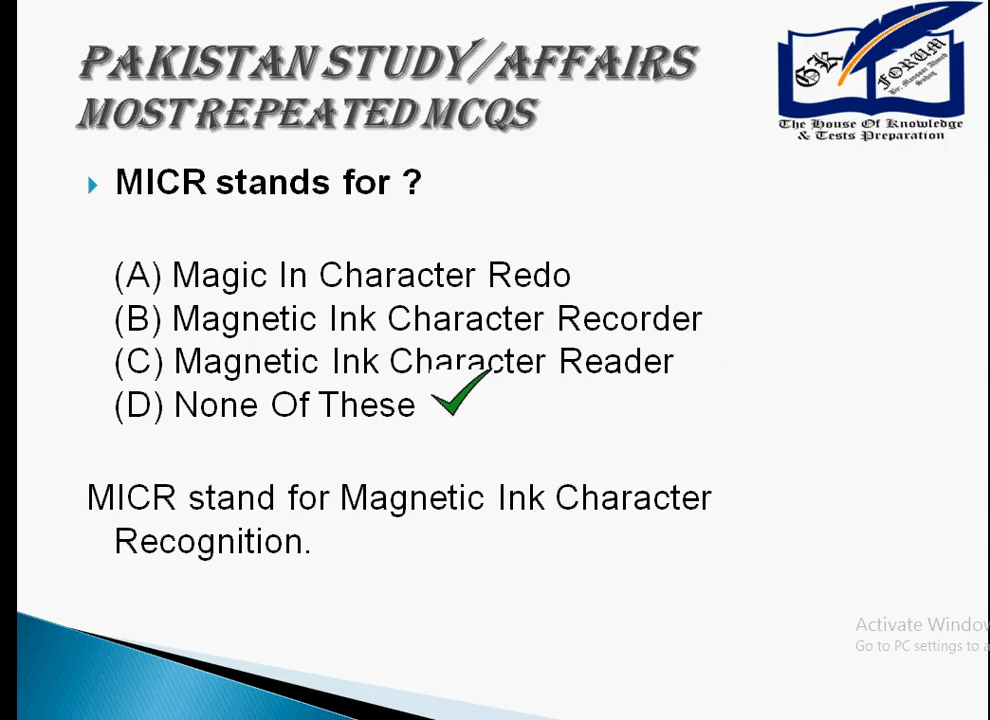 PAKISTAN STUDY/AFFAIRS
MOST REPEATED MCQS
GK
FORUM
The House Of Knowledge
& Tests Preparation
MICR stands for ?
(A) Magic In Character Redo
(B) Magnetic Ink Character Recorder
(C) Magnetic Ink Character Reader
(D) None Of These
MICR stand for Magnetic Ink Character
Recognition.
Activate Window
Go to PC settings to a